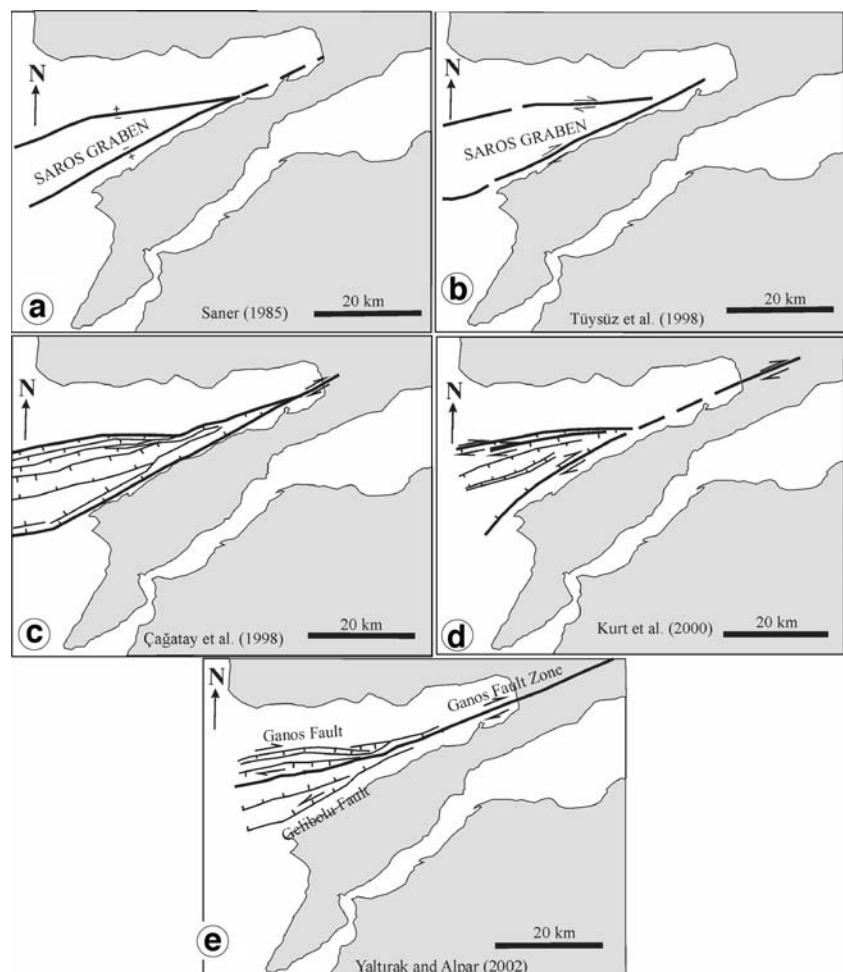 N
SAROS GRABEN
a
Saner (1985)
20 km
N
SAROS GRABEN
b
20 km
Tüysüz et al. (1998)
N
c
20 km
Çağatay et al. (1998)
N
d
20 km
Kurt et al. (2000)
N
Ganos Fault Zone
Ganos Fault
Gelibolu Fault
20 km
e
Yaltırak and Alpar (2002)